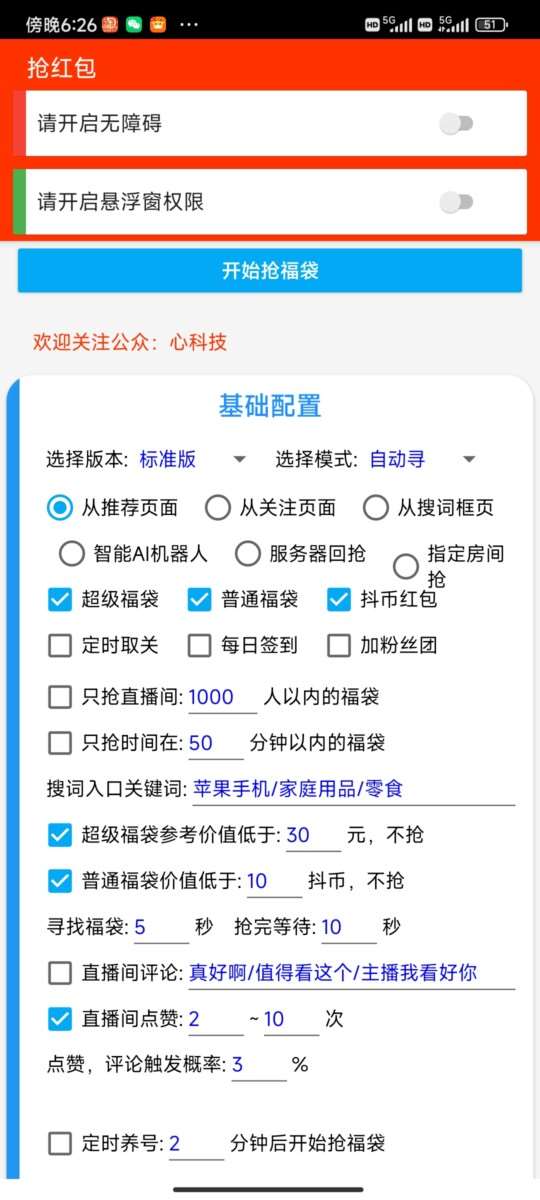 傍晚6:26 ··· HD 5G HD 5G 51
抢红包
请开启无障碍
请开启悬浮窗权限
开始抢福袋
欢迎关注公众：心科技
基础配置
选择版本: 标准版 选择模式: 自动寻
从推荐页面 从关注页面 从搜词框页
智能AI机器人 服务器回抢 指定房间
抢
超级福袋 普通福袋 抖币红包
定时取关 每日签到 加粉丝团
只抢直播间: 1000 人以内的福袋
只抢时间在: 50 分钟以内的福袋
搜词入口关键词: 苹果手机/家庭用品/零食
超级福袋参考价值低于: 30 元，不抢
普通福袋价值低于: 10 抖币，不抢
寻找福袋: 5 秒 抢完等待: 10 秒
直播间评论: 真好啊/值得看这个/主播我看好你
直播间点赞: 2 ~ 10 次
点赞，评论触发概率: 3 %
定时养号: 2 分钟后开始抢福袋